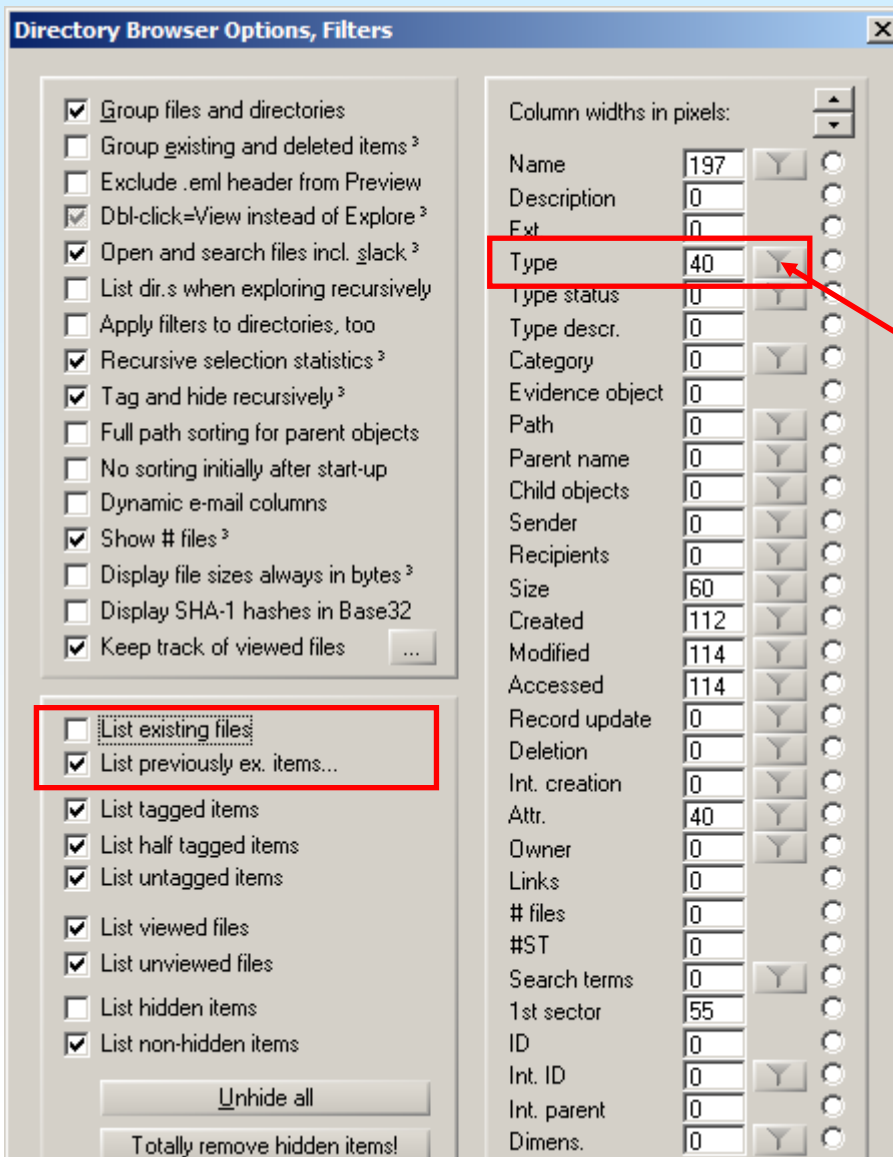 Directory Browser Options, Filters
Group files and directories
Group existing and deleted items ³
Exclude .eml header from Preview
Dbl-click=View instead of Explore ³
Open and search files incl. slack ³
List dir.s when exploring recursively
Apply filters to directories, too
Recursive selection statistics ³
Tag and hide recursively ³
Full path sorting for parent objects
No sorting initially after start-up
Dynamic e-mail columns
Show # files ³
Display file sizes always in bytes ³
Display SHA-1 hashes in Base32
Keep track of viewed files ...
List existing files
List previously ex. items...
List tagged items
List half tagged items
List untagged items
List viewed files
List unviewed files
List hidden items
List non-hidden items
Unhide all
Totally remove hidden items!
Column widths in pixels:
Name 197
Description 0
Ext. 0
Type 40
Type status 0
Type descr. 0
Category 0
Evidence object 0
Path 0
Parent name 0
Child objects 0
Sender 0
Recipients 0
Size 60
Created 112
Modified 114
Accessed 114
Record update 0
Deletion 0
Int. creation 0
Attr. 40
Owner 0
Links 0
# files 0
#ST 0
Search terms 0
1st sector 55
ID 0
Int. ID 0
Int. parent 0
Dimens. 0